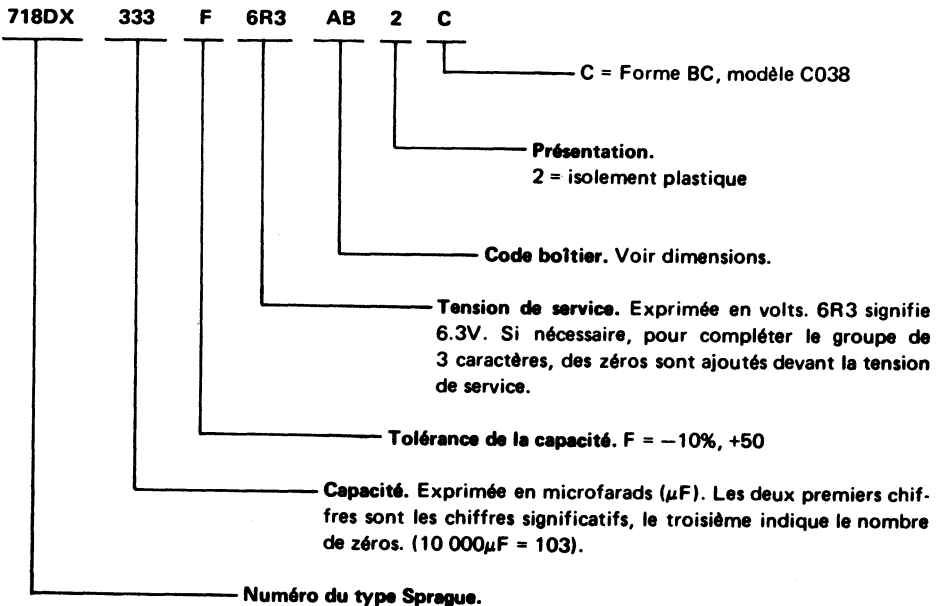 718DX 333 F 6R3 AB 2 C
C = Forme BC, modèle C038
Présentation.
2 = isolement plastique
Code boîtier. Voir dimensions.
Tension de service. Exprimée en volts. 6R3 signifie
6.3V. Si nécessaire, pour compléter le groupe de
3 caractères, des zéros sont ajoutés devant la tension
de service.
Tolérance de la capacité. F = −10%, +50
Capacité. Exprimée en microfarads (μF). Les deux premiers chif-
fres sont les chiffres significatifs, le troisième indique le nombre
de zéros. (10 000μF = 103).
Numéro du type Sprague.